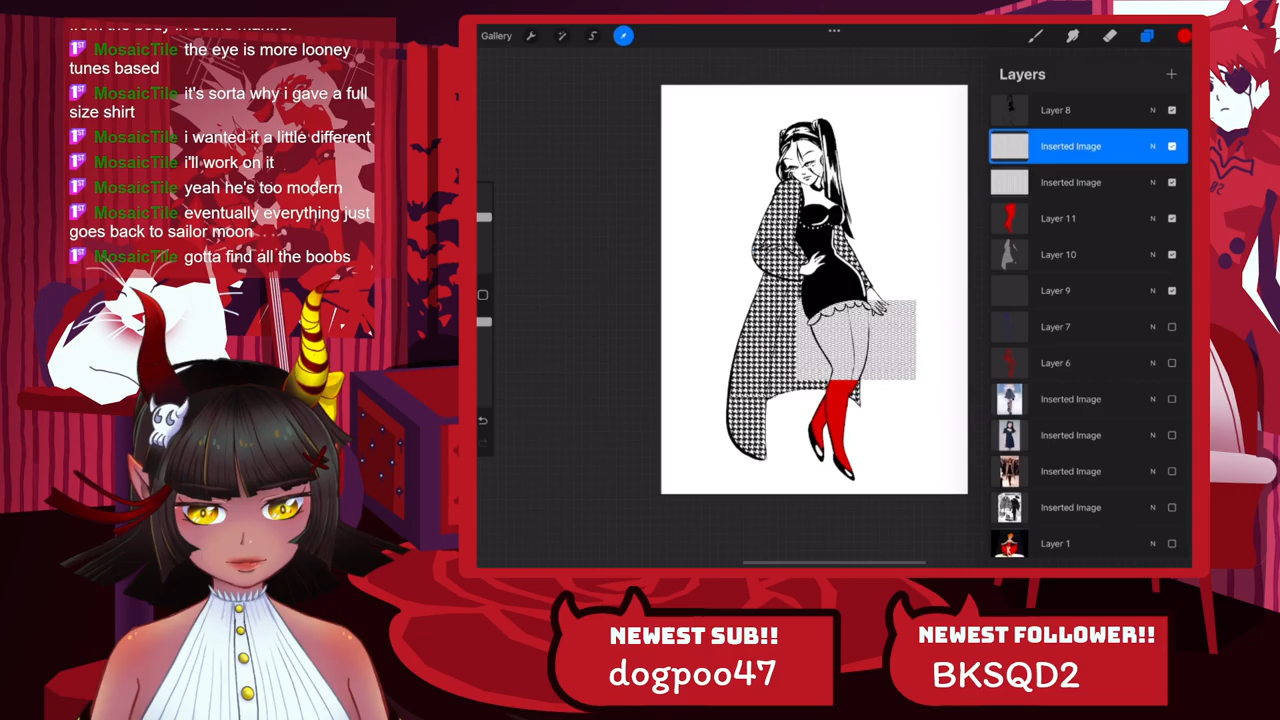 MosaicTile the eye is more looney
tunes based
MosaicTile it's sorta why i gave a full
size shirt
MosaicTile i wanted it a little different
MosaicTile i'll work on it
MosaicTile yeah he's too modern
MosaicTile eventually everything just
goes back to sailor moon
MosaicTile gotta find all the boobs
Gallery
Layers
Layer 8 N
Inserted Image N
Inserted Image N
Layer 11 N
Layer 10 N
Layer 9 N
Layer 7 N
Layer 6 N
Inserted Image N
Inserted Image N
Inserted Image N
Inserted Image N
Layer 1 N
NEWEST SUB!!
dogpoo47
NEWEST FOLLOWER!!
BKSQD2